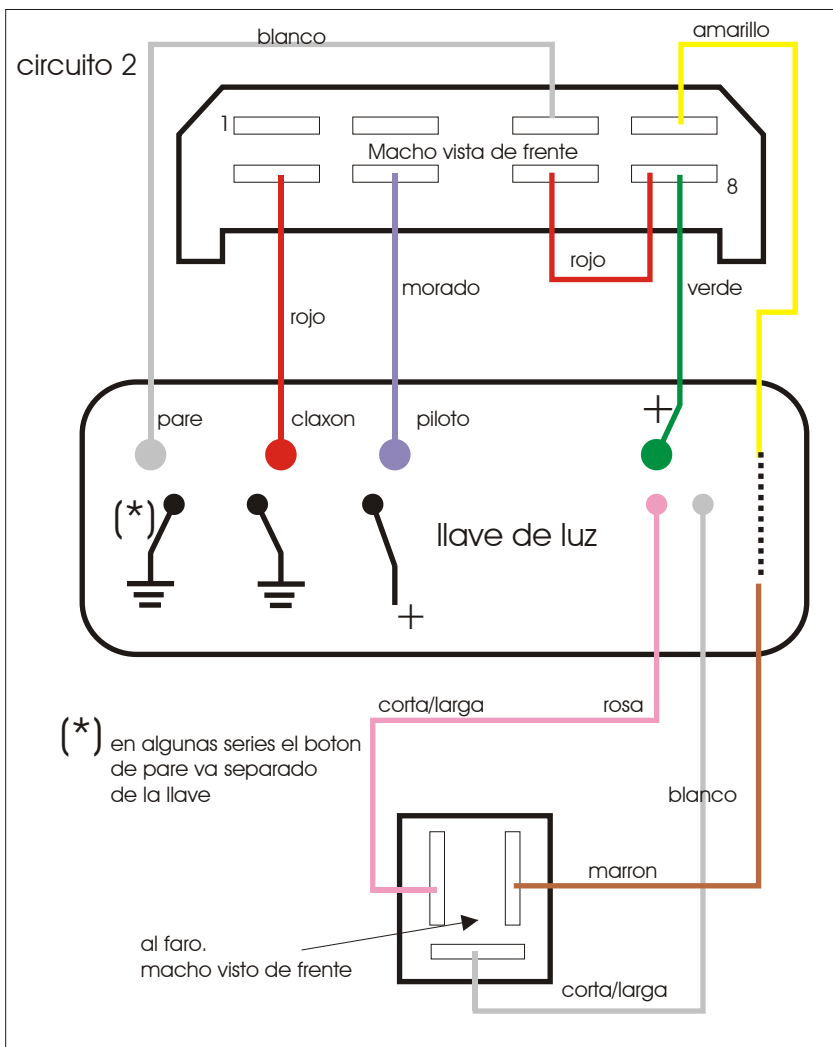 blanco
amarillo
circuito 2
1
Macho vista de frente
8
rojo
morado
verde
rojo
+
pare
claxon
piloto
(*)
llave de luz
+
corta/larga
rosa
(*) en algunas series el boton
de pare va separado
de la llave
blanco
marron
al faro.
macho visto de frente
corta/larga